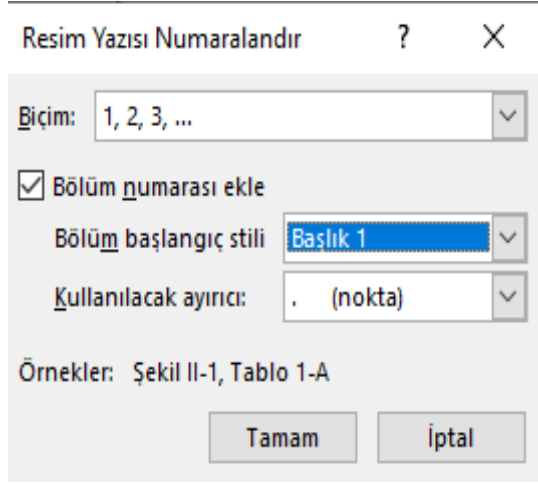 Resim Yazısı Numaralandır ? ×
Biçim: 1, 2, 3, ...
Bölüm numarası ekle
Bölüm başlangıç stili Başlık 1
Kullanılacak ayırıcı: . (nokta)
Örnekler: Şekil II-1, Tablo 1-A
Tamam İptal